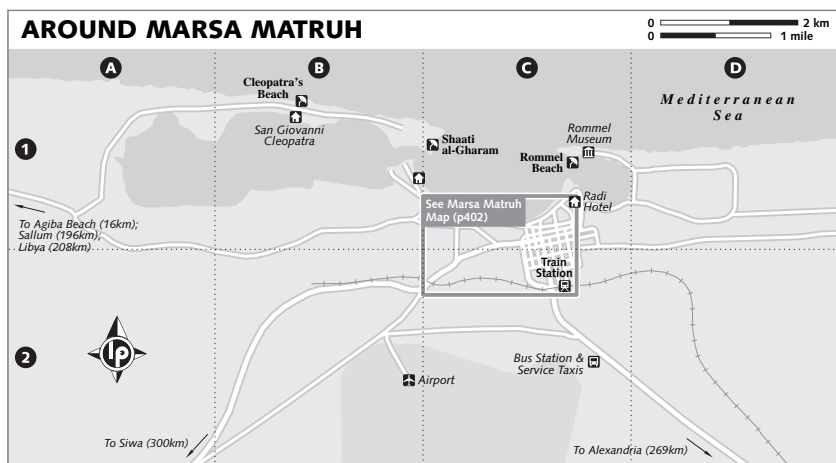 AROUND MARSA MATRUH
0 2 km
0 1 mile
A
B
C
D
Cleopatra's
Beach
San Giovanni
Cleopatra
Mediterranean
Sea
1
Shaati
al-Gharam
Rommel
Museum
Rommel
Beach
Radi
Hotel
See Marsa Matruh
Map (p402)
To Agiba Beach (16km);
Sallum (196km);
Libya (208km)
Train
Station
2
lp
Bus Station &
Service Taxis
Airport
To Siwa (300km)
To Alexandria (269km)